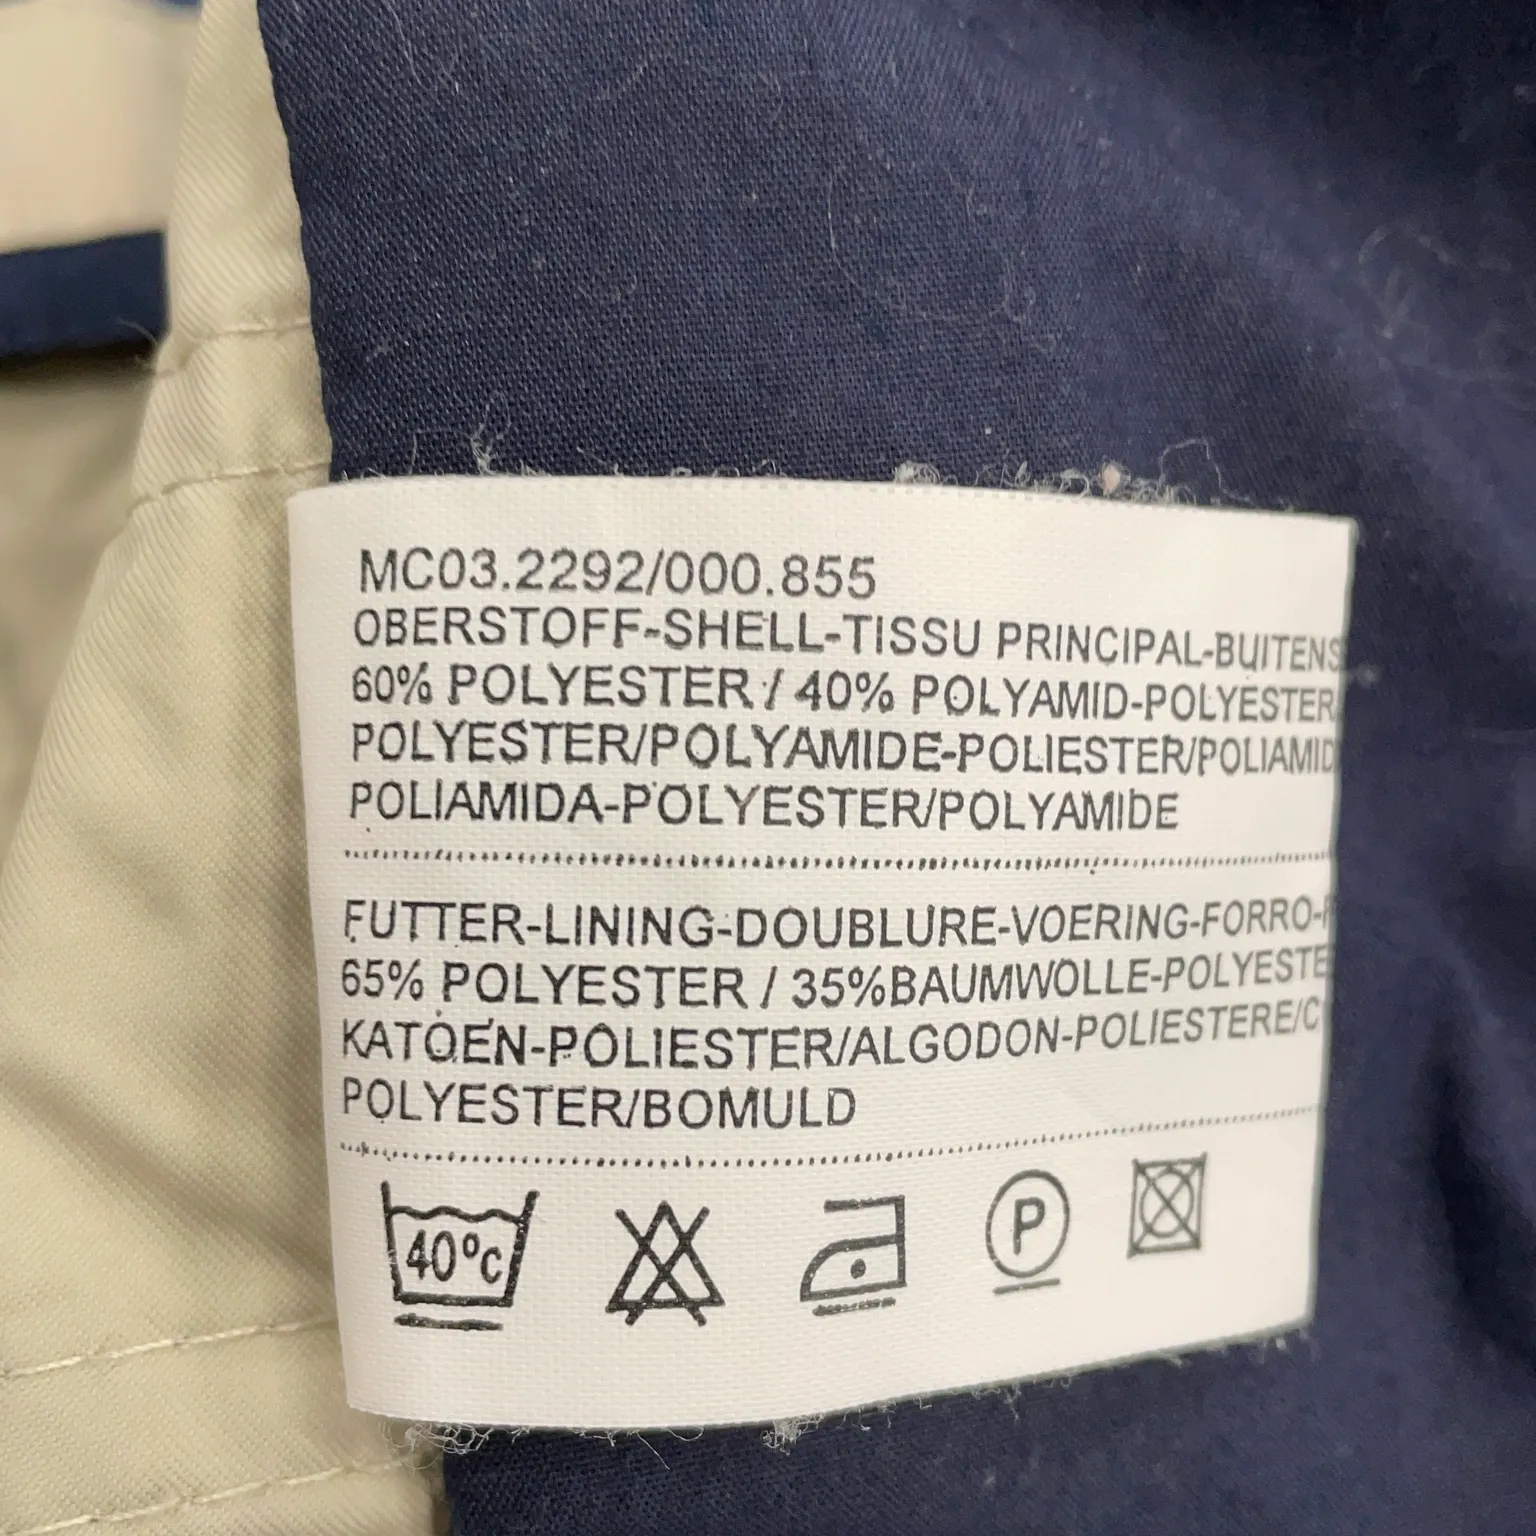 MC03.2292/000.855
OBERSTOFF-SHELL-TISSU PRINCIPAL-BUITENS
60% POLYESTER / 40% POLYAMID-POLYESTER
POLYESTER/POLYAMIDE-POLIESTER/POLIAMID
POLIAMIDA-POLYESTER/POLYAMIDE
FUTTER-LINING-DOUBLURE-VOERING-FORRO-
65% POLYESTER / 35%BAUMWOLLE-POLYESTE
KATOEN-POLIESTER/ALGODON-POLIESTERE/C
POLYESTER/BOMULD
40°c P